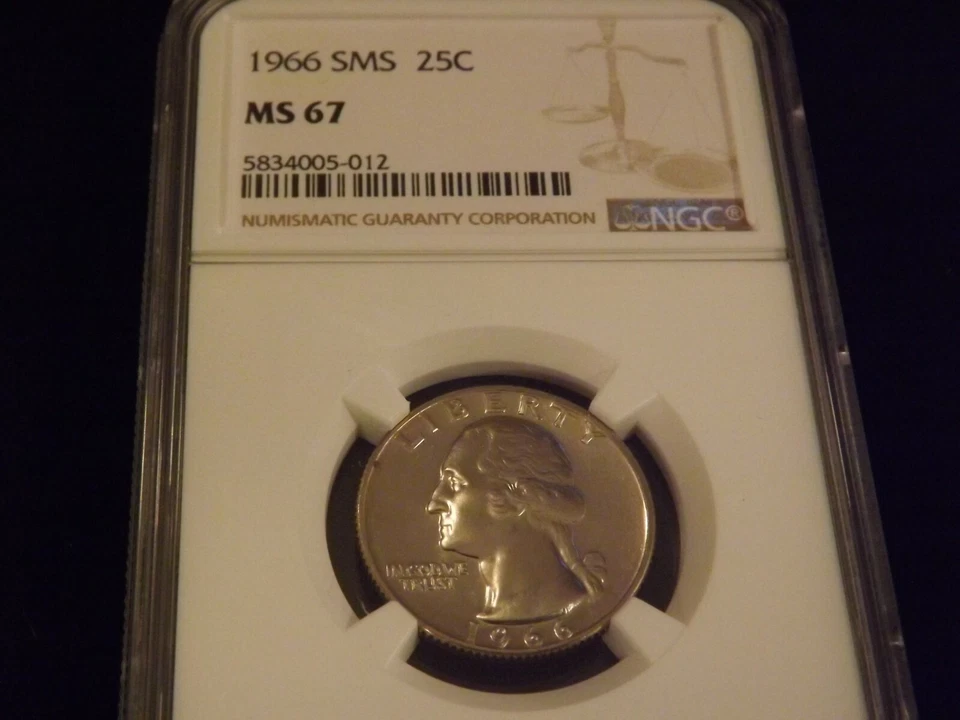 1966 SMS 25C
MS 67
5834005-012
NUMISMATIC GUARANTY CORPORATION
NGC®
LIBERTY
IN GOD WE
TRUST
1966